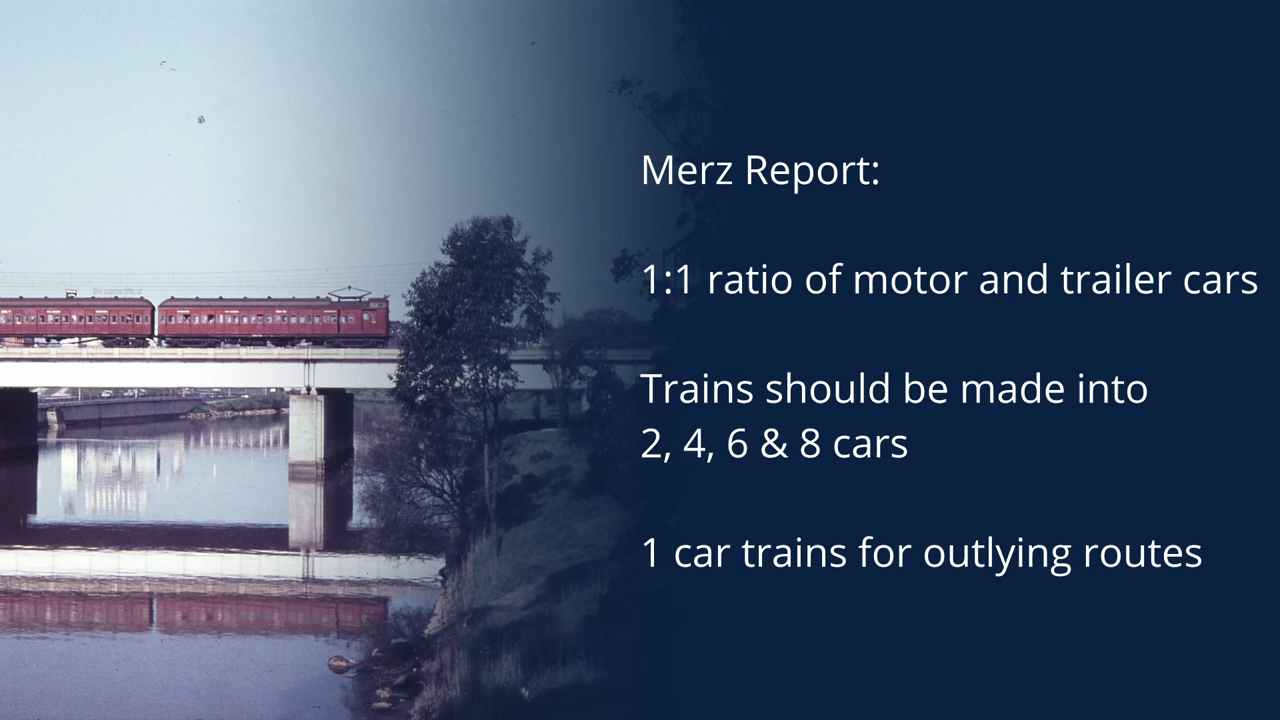 Merz Report:
1:1 ratio of motor and trailer cars
Trains should be made into
2, 4, 6 & 8 cars
1 car trains for outlying routes